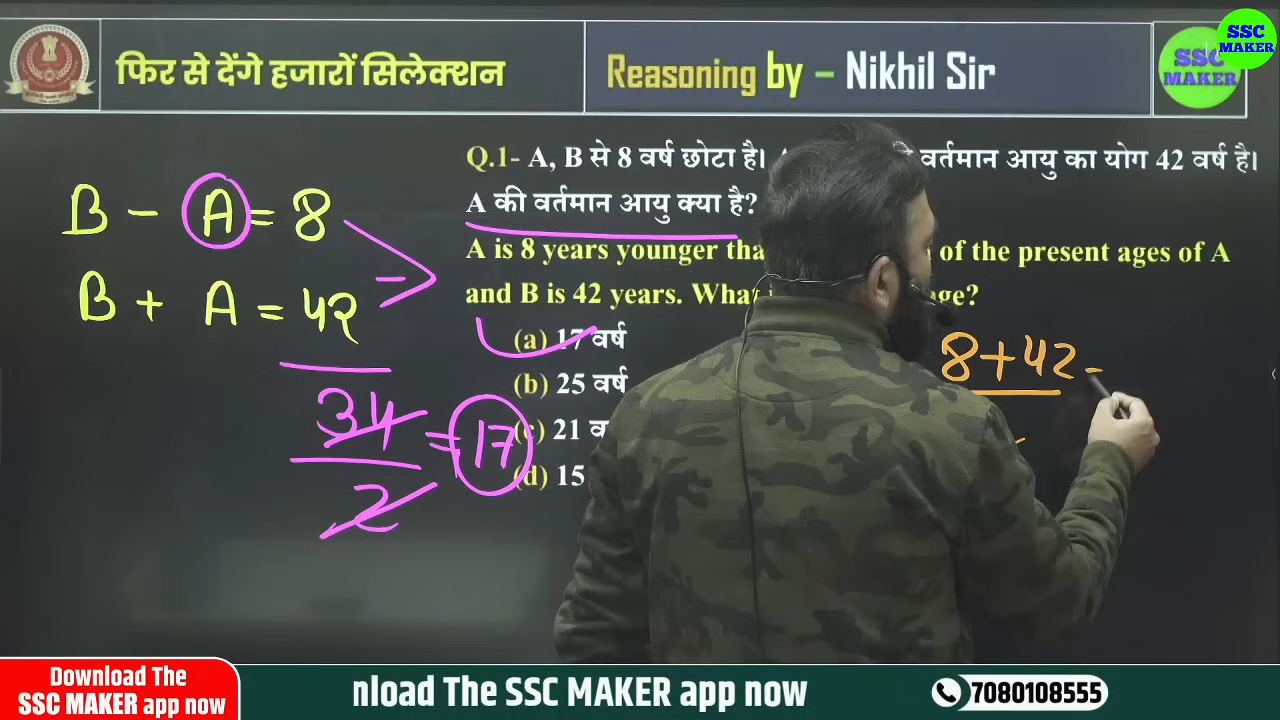 फिर से देंगे हजारों सिलेक्शन
Reasoning by – Nikhil Sir
SSC
MAKER
SSC
MAKER
Q.1- A, B से 8 वर्ष छोटा है। वर्तमान आयु का योग 42 वर्ष है।
A की वर्तमान आयु क्या है?
A is 8 years younger of the present ages of A
and B is 42 years.
(a) 17 वर्ष
(b) 25 वर्ष
(c) 21
(d) 15
B - A = 8
B + A = 42
34
2
= 17
8+42-
Download The
SSC MAKER app now
nload The SSC MAKER app now
7080108555